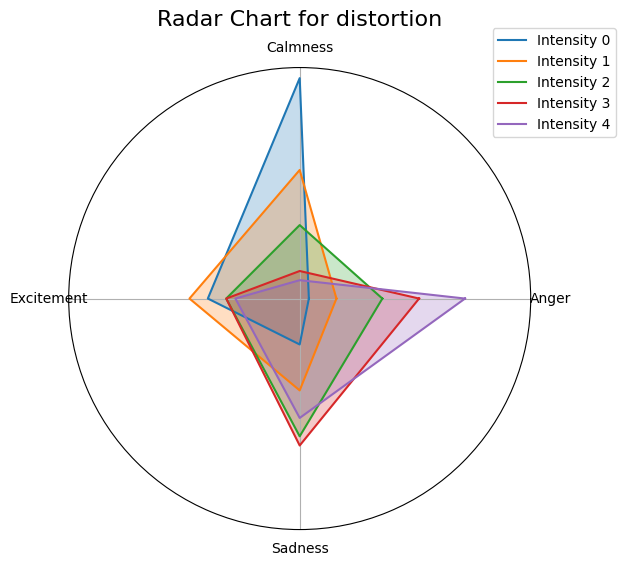 Radar Chart for distortion
Intensity 0
Intensity 1
Intensity 2
Intensity 3
Intensity 4
Calmness
Excitement
Anger
Sadness